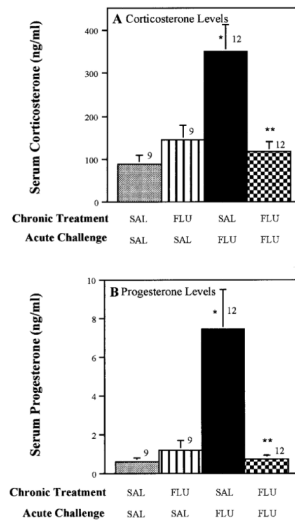 A Corticosterone Levels
Serum Corticosterone (ng/ml)
400
300
200
100
0
9
9
* 12
** 12
Chronic Treatment SAL FLU SAL FLU
Acute Challenge SAL SAL FLU FLU
B Progesterone Levels
Serum Progesterone (ng/ml)
10
8
6
4
2
0
9
9
* 12
** 12
Chronic Treatment SAL FLU SAL FLU
Acute Challenge SAL SAL FLU FLU